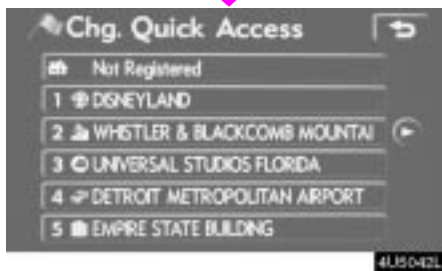 Chg. Quick Access
Not Registered
1 DISNEYLAND
2 WHISTLER & BLACKCOMB MOUNTAI
3 UNIVERSAL STUDIOS FLORIDA
4 DETROIT METROPOLITAN AIRPORT
5 EMPIRE STATE BUILDING
4U5042L